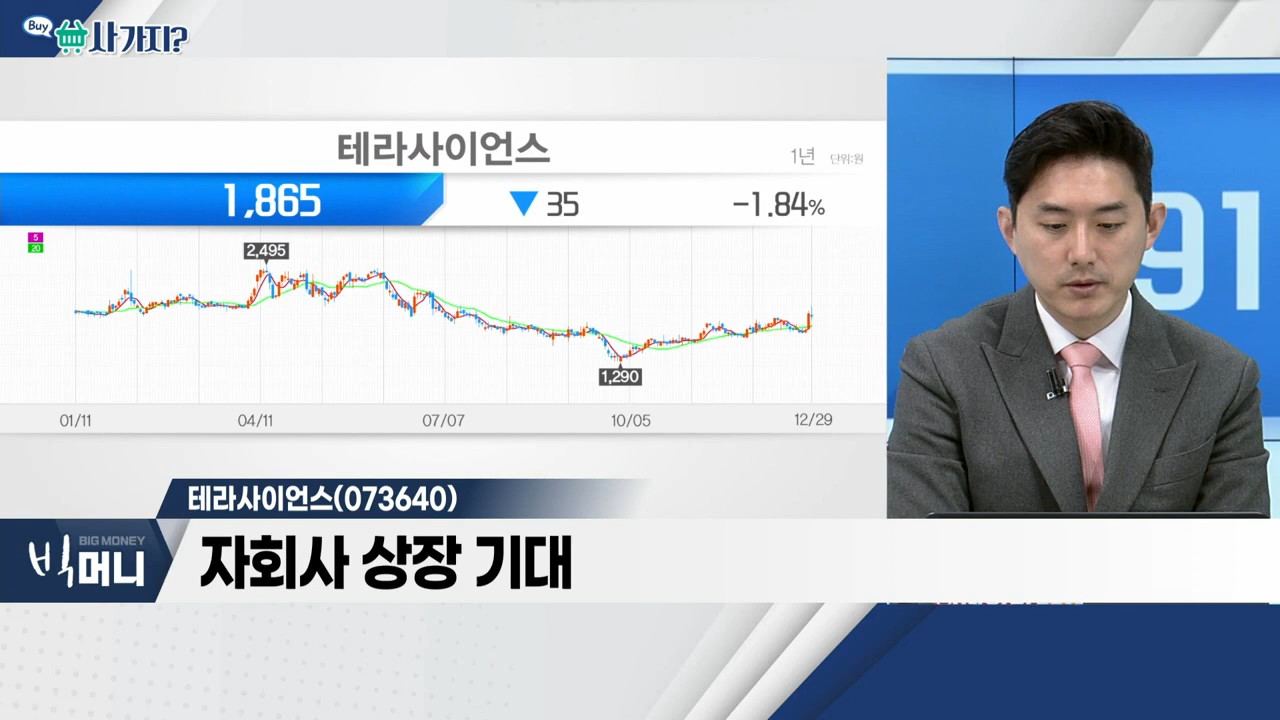 Buy
사가지?
테라사이언스
1년 단위:원
1,865 ▼ 35 -1.84%
5
20
2,495
1,290
01/11 04/11 07/07 10/05 12/29
91
테라사이언스(073640)
BIG MONEY
빅머니
자회사 상장 기대